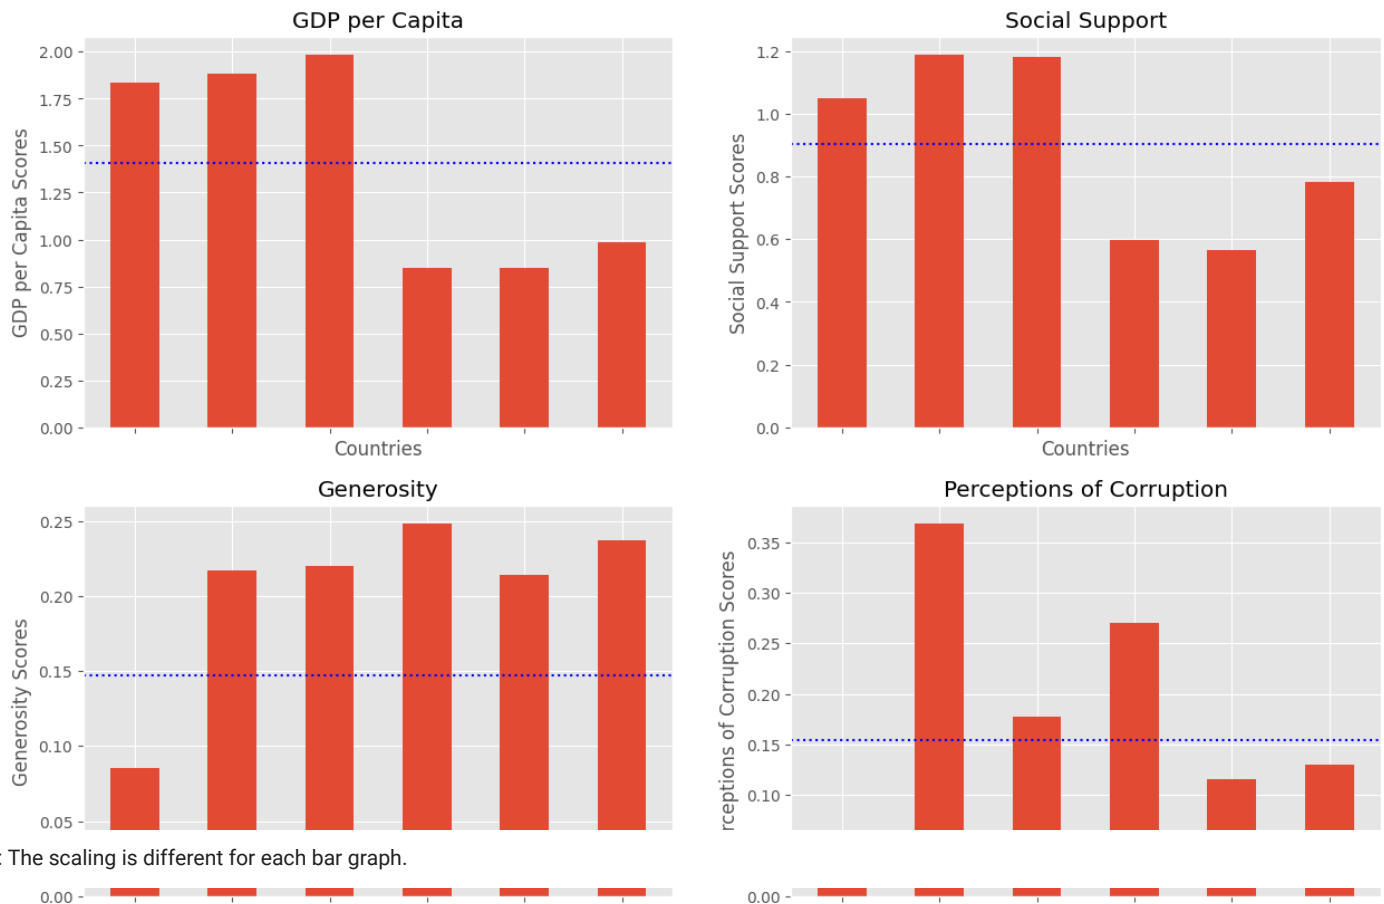 GDP per Capita
GDP per Capita Scores
2.00
1.75
1.50
1.25
1.00
0.75
0.50
0.25
0.00
Countries
Social Support
Social Support Scores
1.2
1.0
0.8
0.6
0.4
0.2
0.0
Countries
Generosity
Generosity Scores
0.25
0.20
0.15
0.10
0.05
0.00
Perceptions of Corruption
rceptions of Corruption Scores
0.35
0.30
0.25
0.20
0.15
0.10
0.00
: The scaling is different for each bar graph.